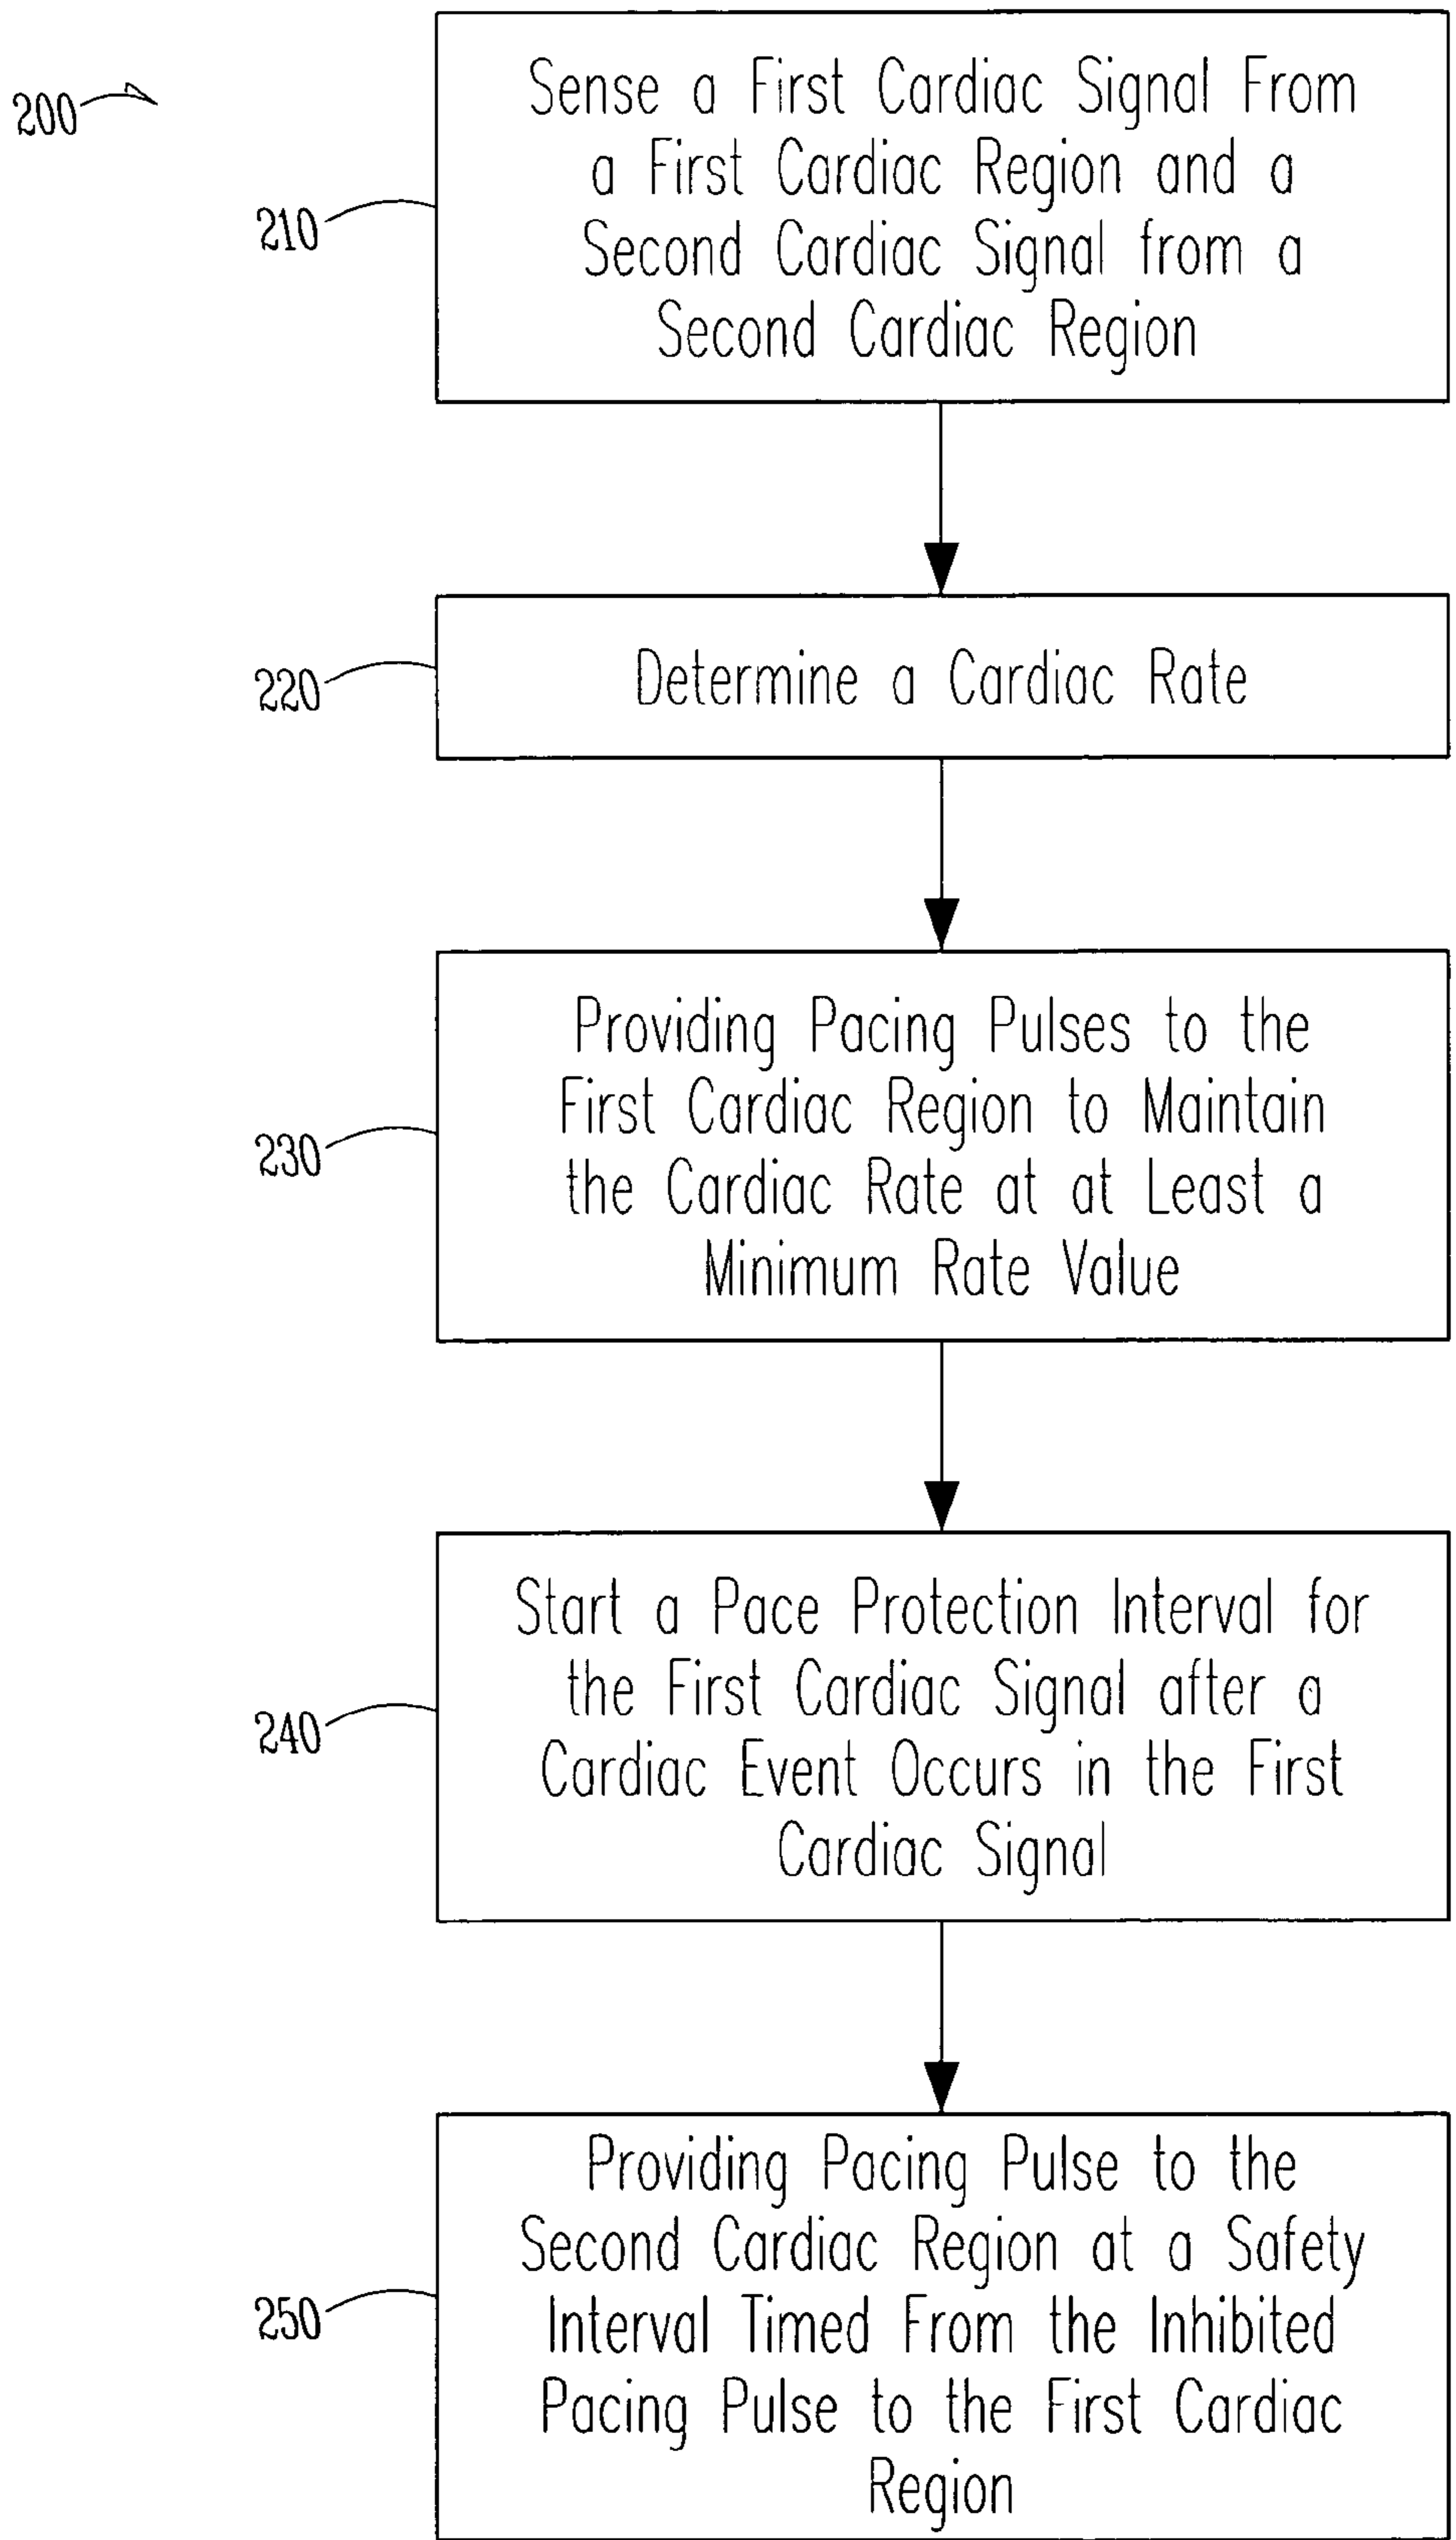 200
Sense a First Cardiac Signal From
a First Cardiac Region and a
Second Cardiac Signal from a
Second Cardiac Region
210
Determine a Cardiac Rate
220
Providing Pacing Pulses to the
First Cardiac Region to Maintain
the Cardiac Rate at at Least a
Minimum Rate Value
230
Start a Pace Protection Interval for
the First Cardiac Signal after a
Cardiac Event Occurs in the First
Cardiac Signal
240
Providing Pacing Pulse to the
Second Cardiac Region at a Safety
Interval Timed From the Inhibited
Pacing Pulse to the First Cardiac
Region
250